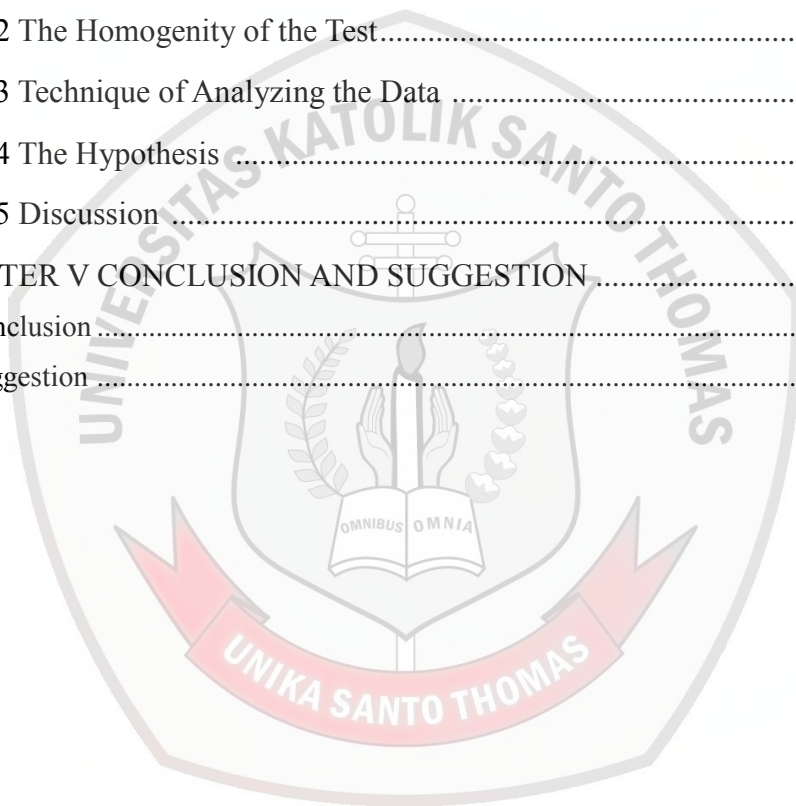 2 The Homogenity of the Test..........................................................
3 Technique of Analyzing the Data ..............................................
4 The Hypothesis ...........................................................................
5 Discussion ...................................................................................
TER V CONCLUSION AND SUGGESTION ...........................
nclusion ...........................................................................................
ggestion ...........................................................................................
UNIVERSITAS KATOLIK SANTO THOMAS
OMNIBUS OMNIA
UNIKA SANTO THOMAS